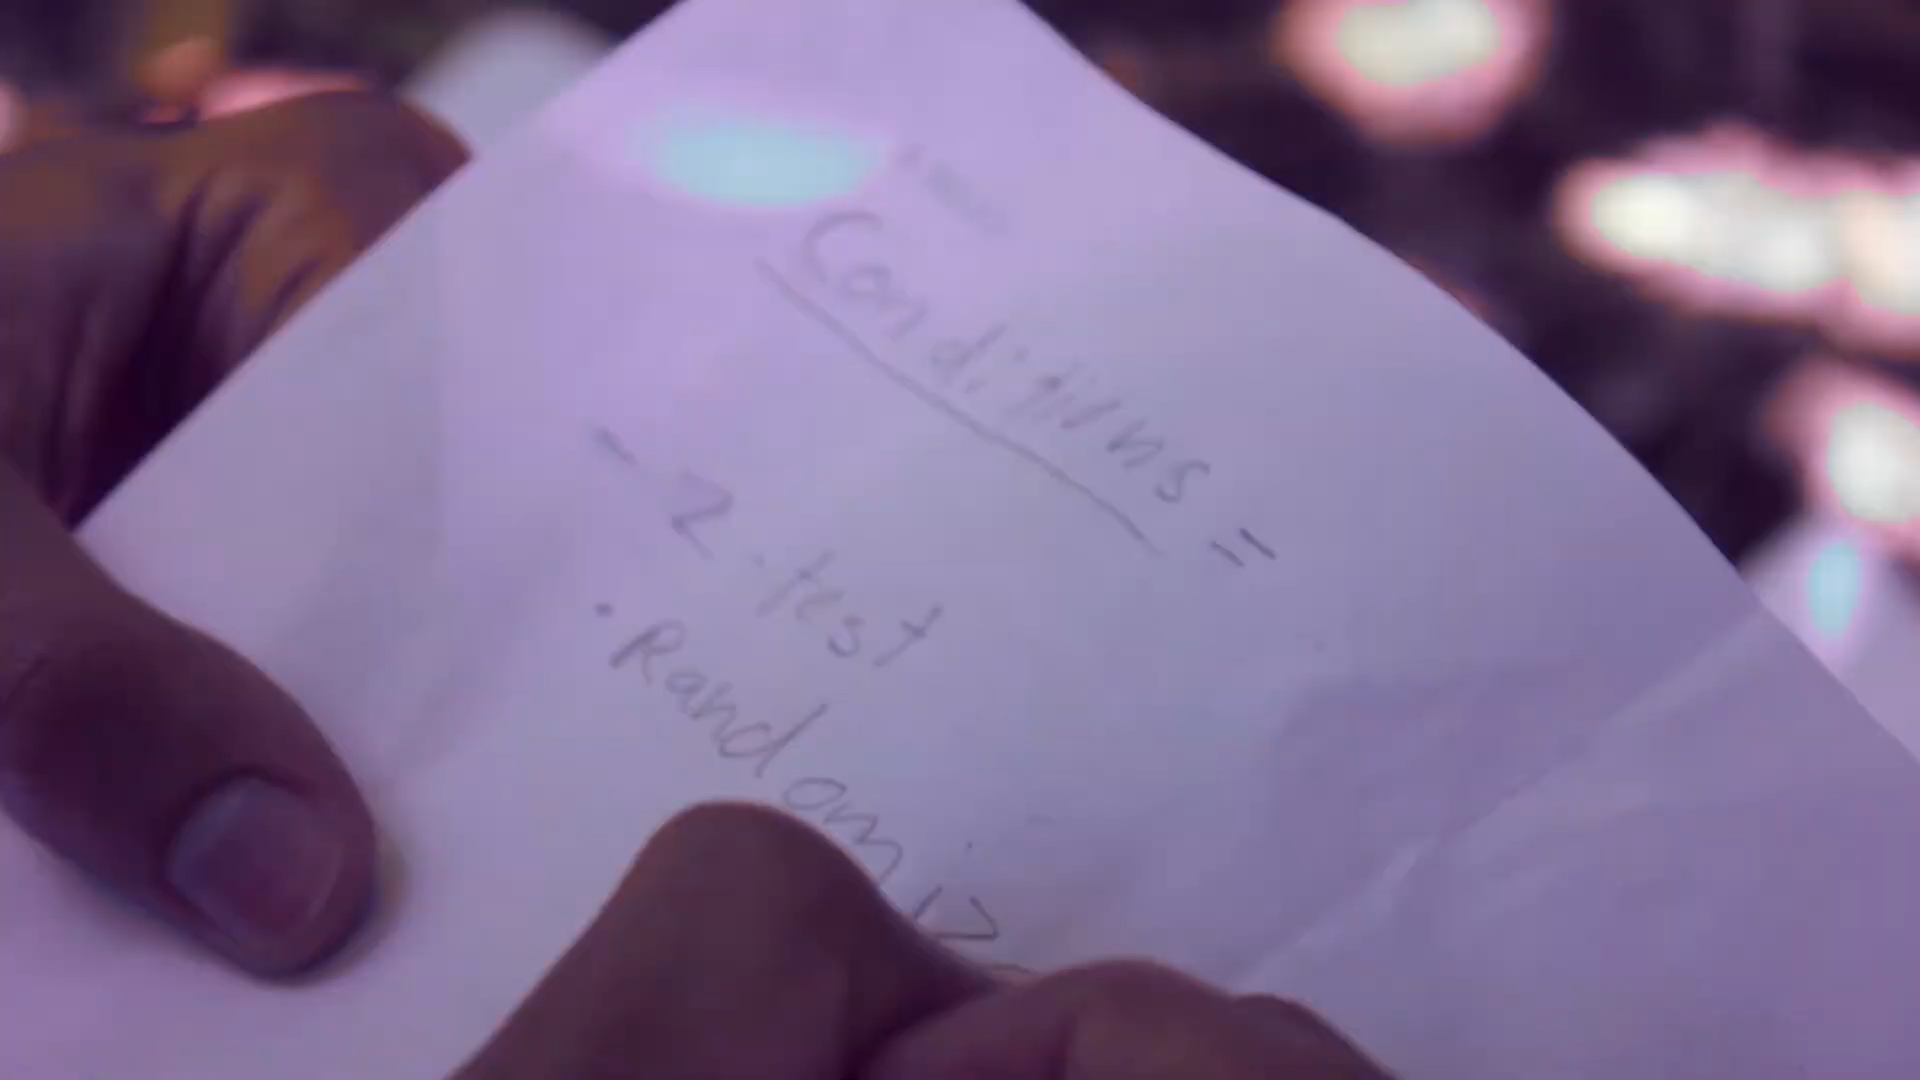 Conditions =
- Z-test
• Randomiz